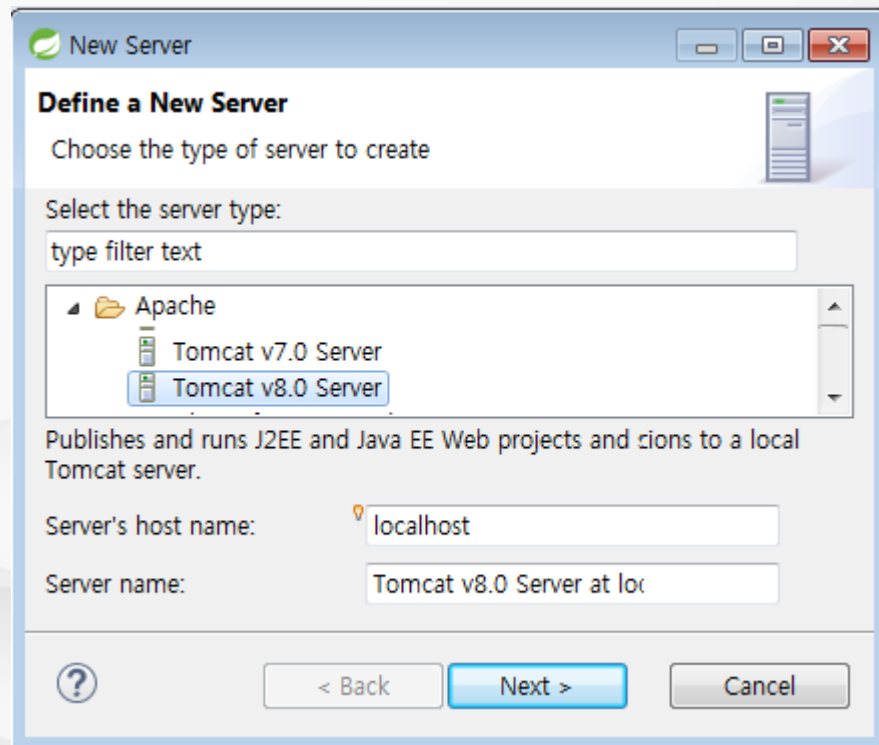 New Server
Define a New Server
Choose the type of server to create
Select the server type:
type filter text
Apache
Tomcat v7.0 Server
Tomcat v8.0 Server
Publishes and runs J2EE and Java EE Web projects and to a local
Tomcat server.
Server's host name:
localhost
Server name:
Tomcat v8.0 Server at
?
< Back
Next >
Cancel